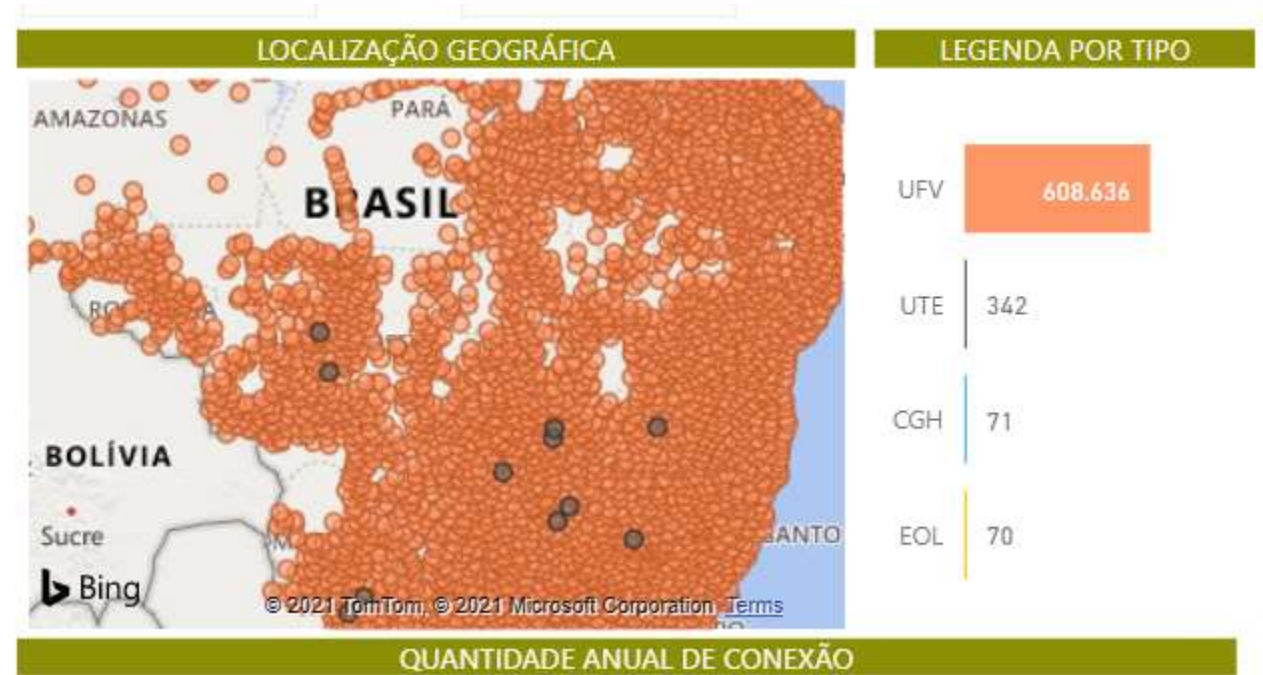 LOCALIZAÇÃO GEOGRÁFICA
LEGENDA POR TIPO
AMAZONAS
PARÁ
BRASIL
BOLÍVIA
Sucre
Bing
ANTO
© 2021 TomTom, © 2021 Microsoft Corporation Terms
UFV 608.636
UTE 342
CGH 71
EOL 70
QUANTIDADE ANUAL DE CONEXÃO